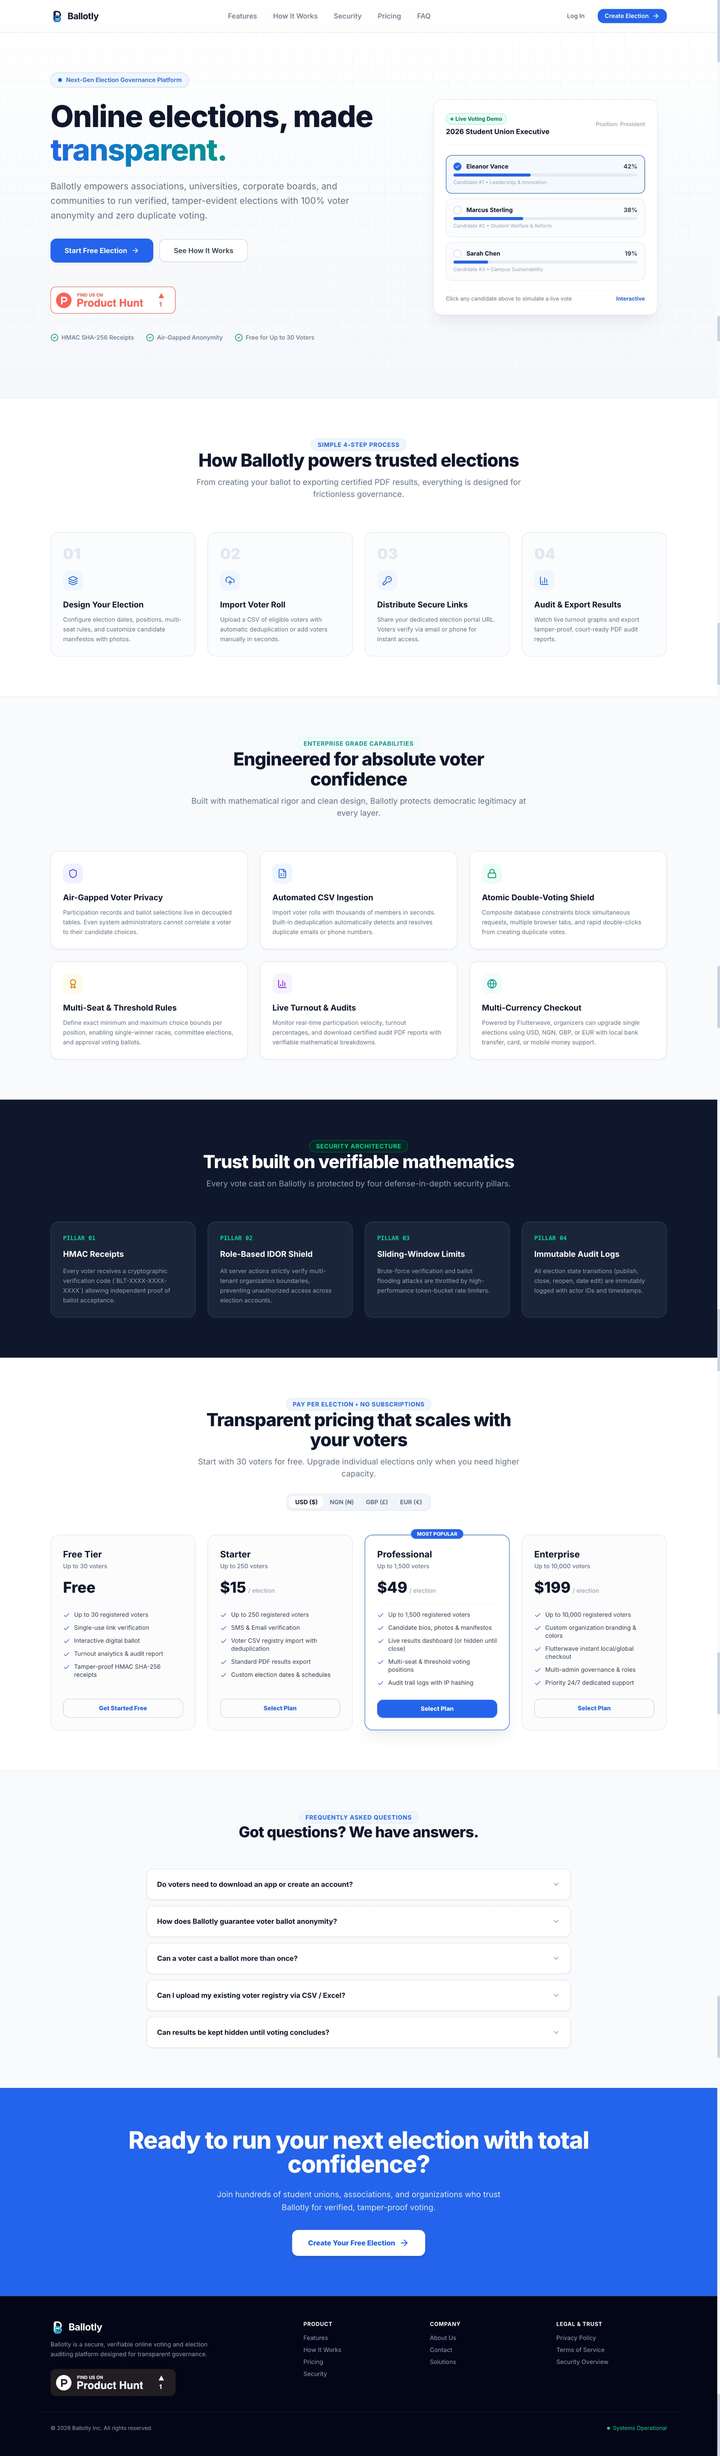 Ballotly
Features
How It Works
Security
Pricing
FAQ
Log In
Create Election
Next-Gen Election Governance Platform
Online elections, made
transparent.
Ballotly empowers associations, universities, corporate boards, and
communities to run verified, tamper-evident elections with 100% voter
anonymity and zero duplicate voting.
Start Free Election
See How It Works
P
FIND US ON
Product Hunt
1
HMAC SHA-256 Receipts
Air-Gapped Anonymity
Free for Up to 30 Voters
Live Voting Demo
2026 Student Union Executive
Position: President
Eleanor Vance
42%
Candidate #1 • Leadership & Innovation
Marcus Sterling
38%
Candidate #2 • Student Welfare & Reform
Sarah Chen
19%
Candidate #3 • Campus Sustainability
Click any candidate above to simulate a live vote
Interactive
SIMPLE 4-STEP PROCESS
How Ballotly powers trusted elections
From creating your ballot to exporting certified PDF results, everything is designed for
frictionless governance.
01
Design Your Election
Configure election dates, positions, multi-
seat rules, and customize candidate
manifestos with photos.
02
Import Voter Roll
Upload a CSV of eligible voters with
automatic deduplication or add voters
manually in seconds.
03
Distribute Secure Links
Share your dedicated election portal URL.
Voters verify via email or phone for
instant access.
04
Audit & Export Results
Watch live turnout graphs and export
tamper-proof, court-ready PDF audit
reports.
ENTERPRISE GRADE CAPABILITIES
Engineered for absolute voter
confidence
Built with mathematical rigor and clean design, Ballotly protects democratic legitimacy at
every layer.
Air-Gapped Voter Privacy
Participation records and ballot selections live in decoupled
tables. Even system administrators cannot correlate a voter
to their candidate choices.
Automated CSV Ingestion
Import voter rolls with thousands of members in seconds.
Built-in deduplication automatically detects and resolves
duplicate emails or phone numbers.
Atomic Double-Voting Shield
Composite database constraints block simultaneous
requests, multiple browser tabs, and rapid double-clicks
from creating duplicate votes.
Multi-Seat & Threshold Rules
Define exact minimum and maximum choice bounds per
position, enabling single-winner races, committee elections,
and approval voting ballots.
Live Turnout & Audits
Monitor real-time participation velocity, turnout
percentages, and download certified audit PDF reports with
verifiable mathematical breakdowns.
Multi-Currency Checkout
Powered by Flutterwave, organizers can upgrade single
elections using USD, NGN, GBP, or EUR with local bank
transfer, card, or mobile money support.
SECURITY ARCHITECTURE
Trust built on verifiable mathematics
Every vote cast on Ballotly is protected by four defense-in-depth security pillars.
PILLAR 01
HMAC Receipts
Every voter receives a cryptographic
verification code (`BLT-XXXX-XXXX-
XXXX`) allowing independent proof of
ballot acceptance.
PILLAR 02
Role-Based IDOR Shield
All server actions strictly verify multi-
tenant organization boundaries,
preventing unauthorized access across
election accounts.
PILLAR 03
Sliding-Window Limits
Brute-force verification and ballot
flooding attacks are throttled by high-
performance token-bucket rate limiters.
PILLAR 04
Immutable Audit Logs
All election state transitions (publish,
close, reopen, date edit) are immutably
logged with actor IDs and timestamps.
PAY PER ELECTION • NO SUBSCRIPTIONS
Transparent pricing that scales with
your voters
Start with 30 voters for free. Upgrade individual elections only when you need higher
capacity.
USD ($)
NGN (₦)
GBP (£)
EUR (€)
Free Tier
Up to 30 voters
Free
Up to 30 registered voters
Single-use link verification
Interactive digital ballot
Turnout analytics & audit report
Tamper-proof HMAC SHA-256
receipts
Get Started Free
Starter
Up to 250 voters
$15 / election
Up to 250 registered voters
SMS & Email verification
Voter CSV registry import with
deduplication
Standard PDF results export
Custom election dates & schedules
Select Plan
MOST POPULAR
Professional
Up to 1,500 voters
$49 / election
Up to 1,500 registered voters
Candidate bios, photos & manifestos
Live results dashboard (or hidden until
close)
Multi-seat & threshold voting
positions
Audit trail logs with IP hashing
Select Plan
Enterprise
Up to 10,000 voters
$199 / election
Up to 10,000 registered voters
Custom organization branding &
colors
Flutterwave instant local/global
checkout
Multi-admin governance & roles
Priority 24/7 dedicated support
Select Plan
FREQUENTLY ASKED QUESTIONS
Got questions? We have answers.
Do voters need to download an app or create an account?
How does Ballotly guarantee voter ballot anonymity?
Can a voter cast a ballot more than once?
Can I upload my existing voter registry via CSV / Excel?
Can results be kept hidden until voting concludes?
Ready to run your next election with total
confidence?
Join hundreds of student unions, associations, and organizations who trust
Ballotly for verified, tamper-proof voting.
Create Your Free Election
Ballotly
Ballotly is a secure, verifiable online voting and election
auditing platform designed for transparent governance.
P
FIND US ON
Product Hunt
1
PRODUCT
Features
How It Works
Pricing
Security
COMPANY
About Us
Contact
Solutions
LEGAL & TRUST
Privacy Policy
Terms of Service
Security Overview
© 2026 Ballotly Inc. All rights reserved.
Systems Operational